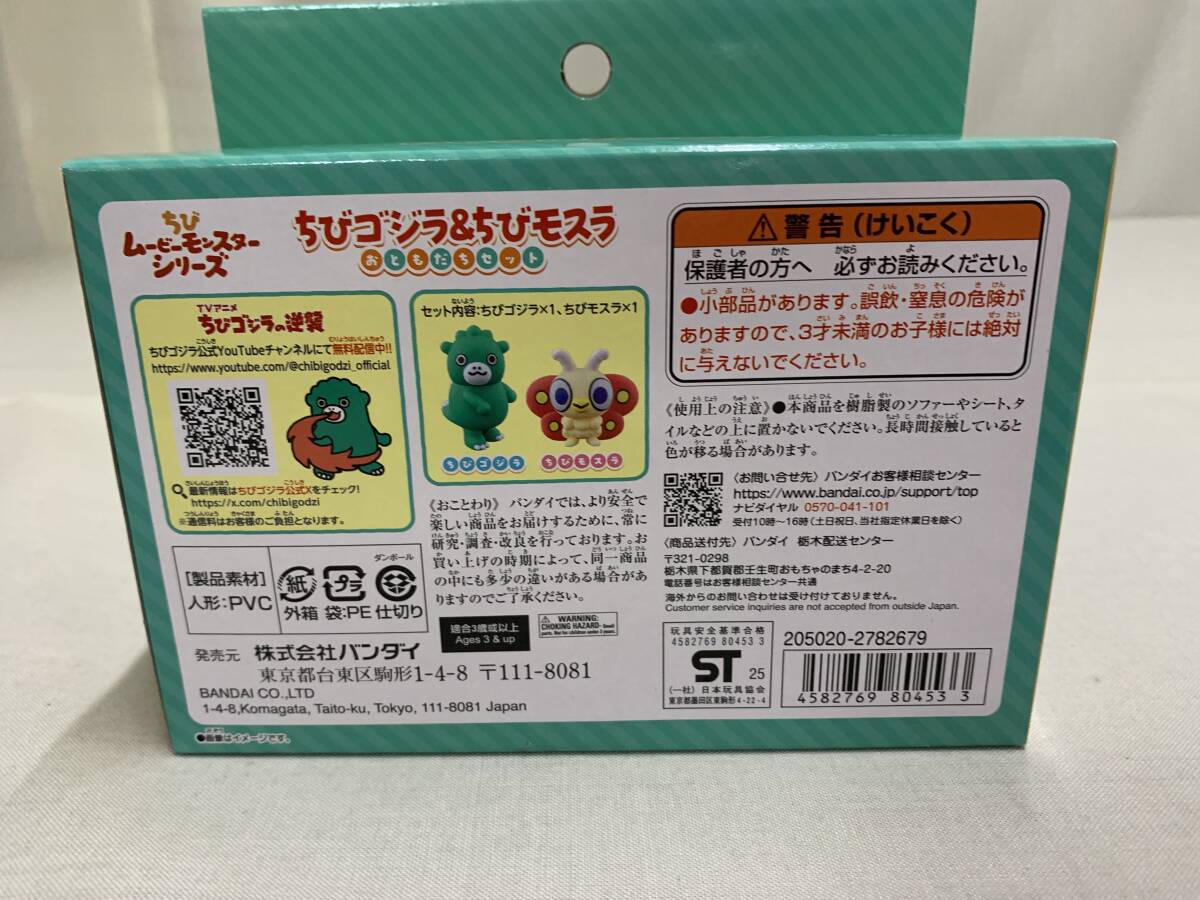 ちび
ムービーモンスター
シリーズ
ちびゴジラ&ちびモスラ
おともだちセット
TVアニメ
ちびゴジラの逆襲
ちびゴジラ公式YouTubeチャンネルにて無料配信中!!
https://www.youtube.com/@chibigodzi_official
最新情報はちびゴジラ公式Xをチェック!
https://x.com/chibigodzi
※通信料はお客様のご負担となります。
セット内容:ちびゴジラ×1、ちびモスラ×1
ちびゴジラ
ちびモスラ
《おことわり》 バンダイでは、より安全で
楽しい商品をお届けするために、常に
研究・調査・改良を行っております。お
買い上げの時期によって、同一商品
の中にも多少の違いがある場合があ
りますのでご了承ください。
【製品素材】
人形:PVC
紙
外箱
プラ
袋:PE
ダンボール
仕切り
適合3歳以上
Ages 3 & up
WARNING:
CHOKING HAZARD- Small
parts. Not for children under 3 years.
発売元 株式会社バンダイ
東京都台東区駒形1-4-8 〒111-8081
BANDAI CO.,LTD
1-4-8,Komagata, Taito-ku, Tokyo, 111-8081 Japan
●画像はイメージです。
警告(けいこく)
保護者の方へ 必ずお読みください。
●小部品があります。誤飲・窒息の危険が
ありますので、3才未満のお子様には絶対
に与えないでください。
《使用上の注意》●本商品を樹脂製のソファーやシート、タ
イルなどの上に置かないでください。長時間接触していると
色が移る場合があります。
〈お問い合せ先〉バンダイお客様相談センター
https://www.bandai.co.jp/support/top
ナビダイヤル 0570-041-101
受付10時～16時(土日祝日、当社指定休業日を除く)
〈商品送付先〉バンダイ 栃木配送センター
〒321-0298
栃木県下都賀郡壬生町おもちゃのまち4-2-20
電話番号はお客様相談センター共通
海外からのお問い合わせは受け付けておりません。
Customer service inquiries are not accepted from outside Japan.
玩具安全基準合格
4582769 80453 3
ST 25
(一社)日本玩具協会
東京都墨田区東駒形4-22-4
205020-2782679
4582769 80453 3